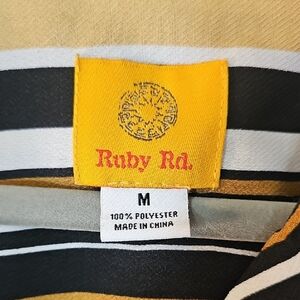 Ruby Rd.
M
100% POLYESTER
MADE IN CHINA